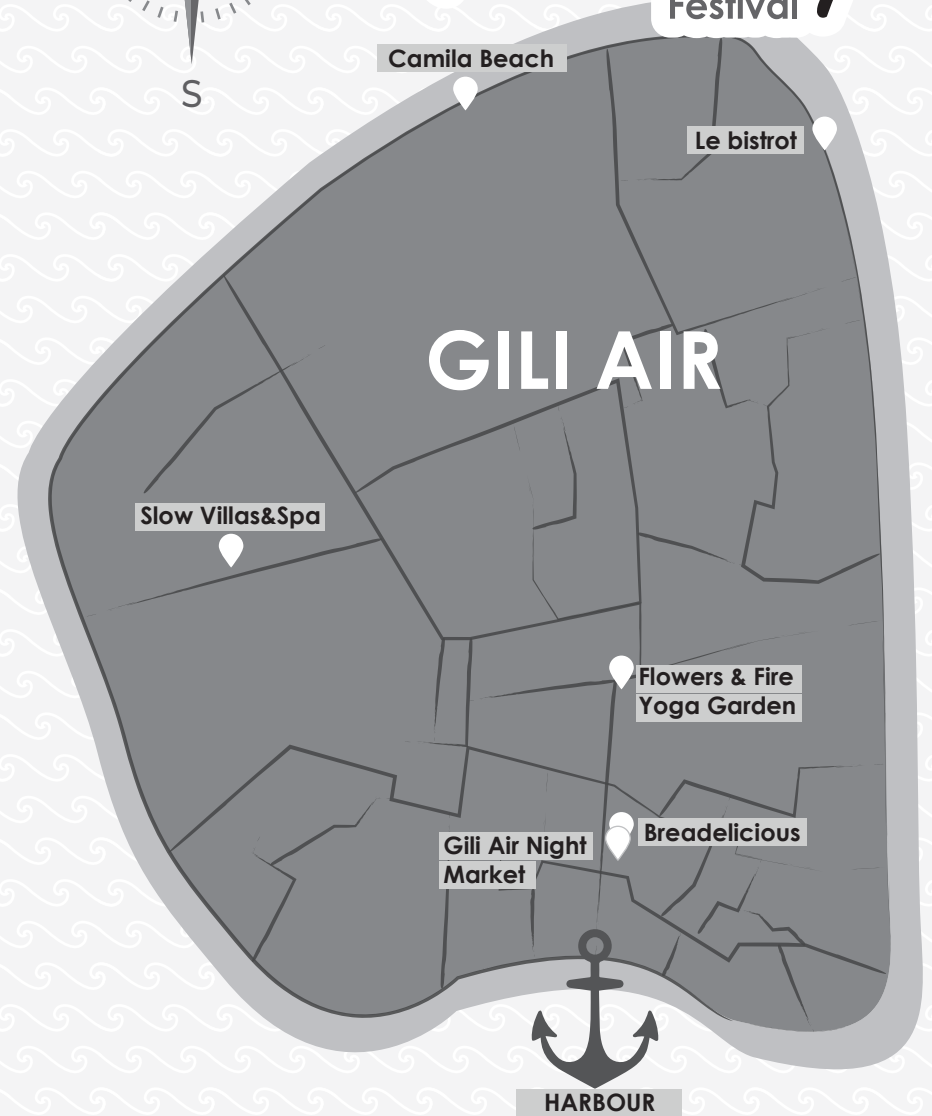 Festival
Camila Beach
S
Le bistrot
GILI AIR
Slow Villas&Spa
Flowers & Fire
Yoga Garden
Breadelicious
Gili Air Night
Market
HARBOUR